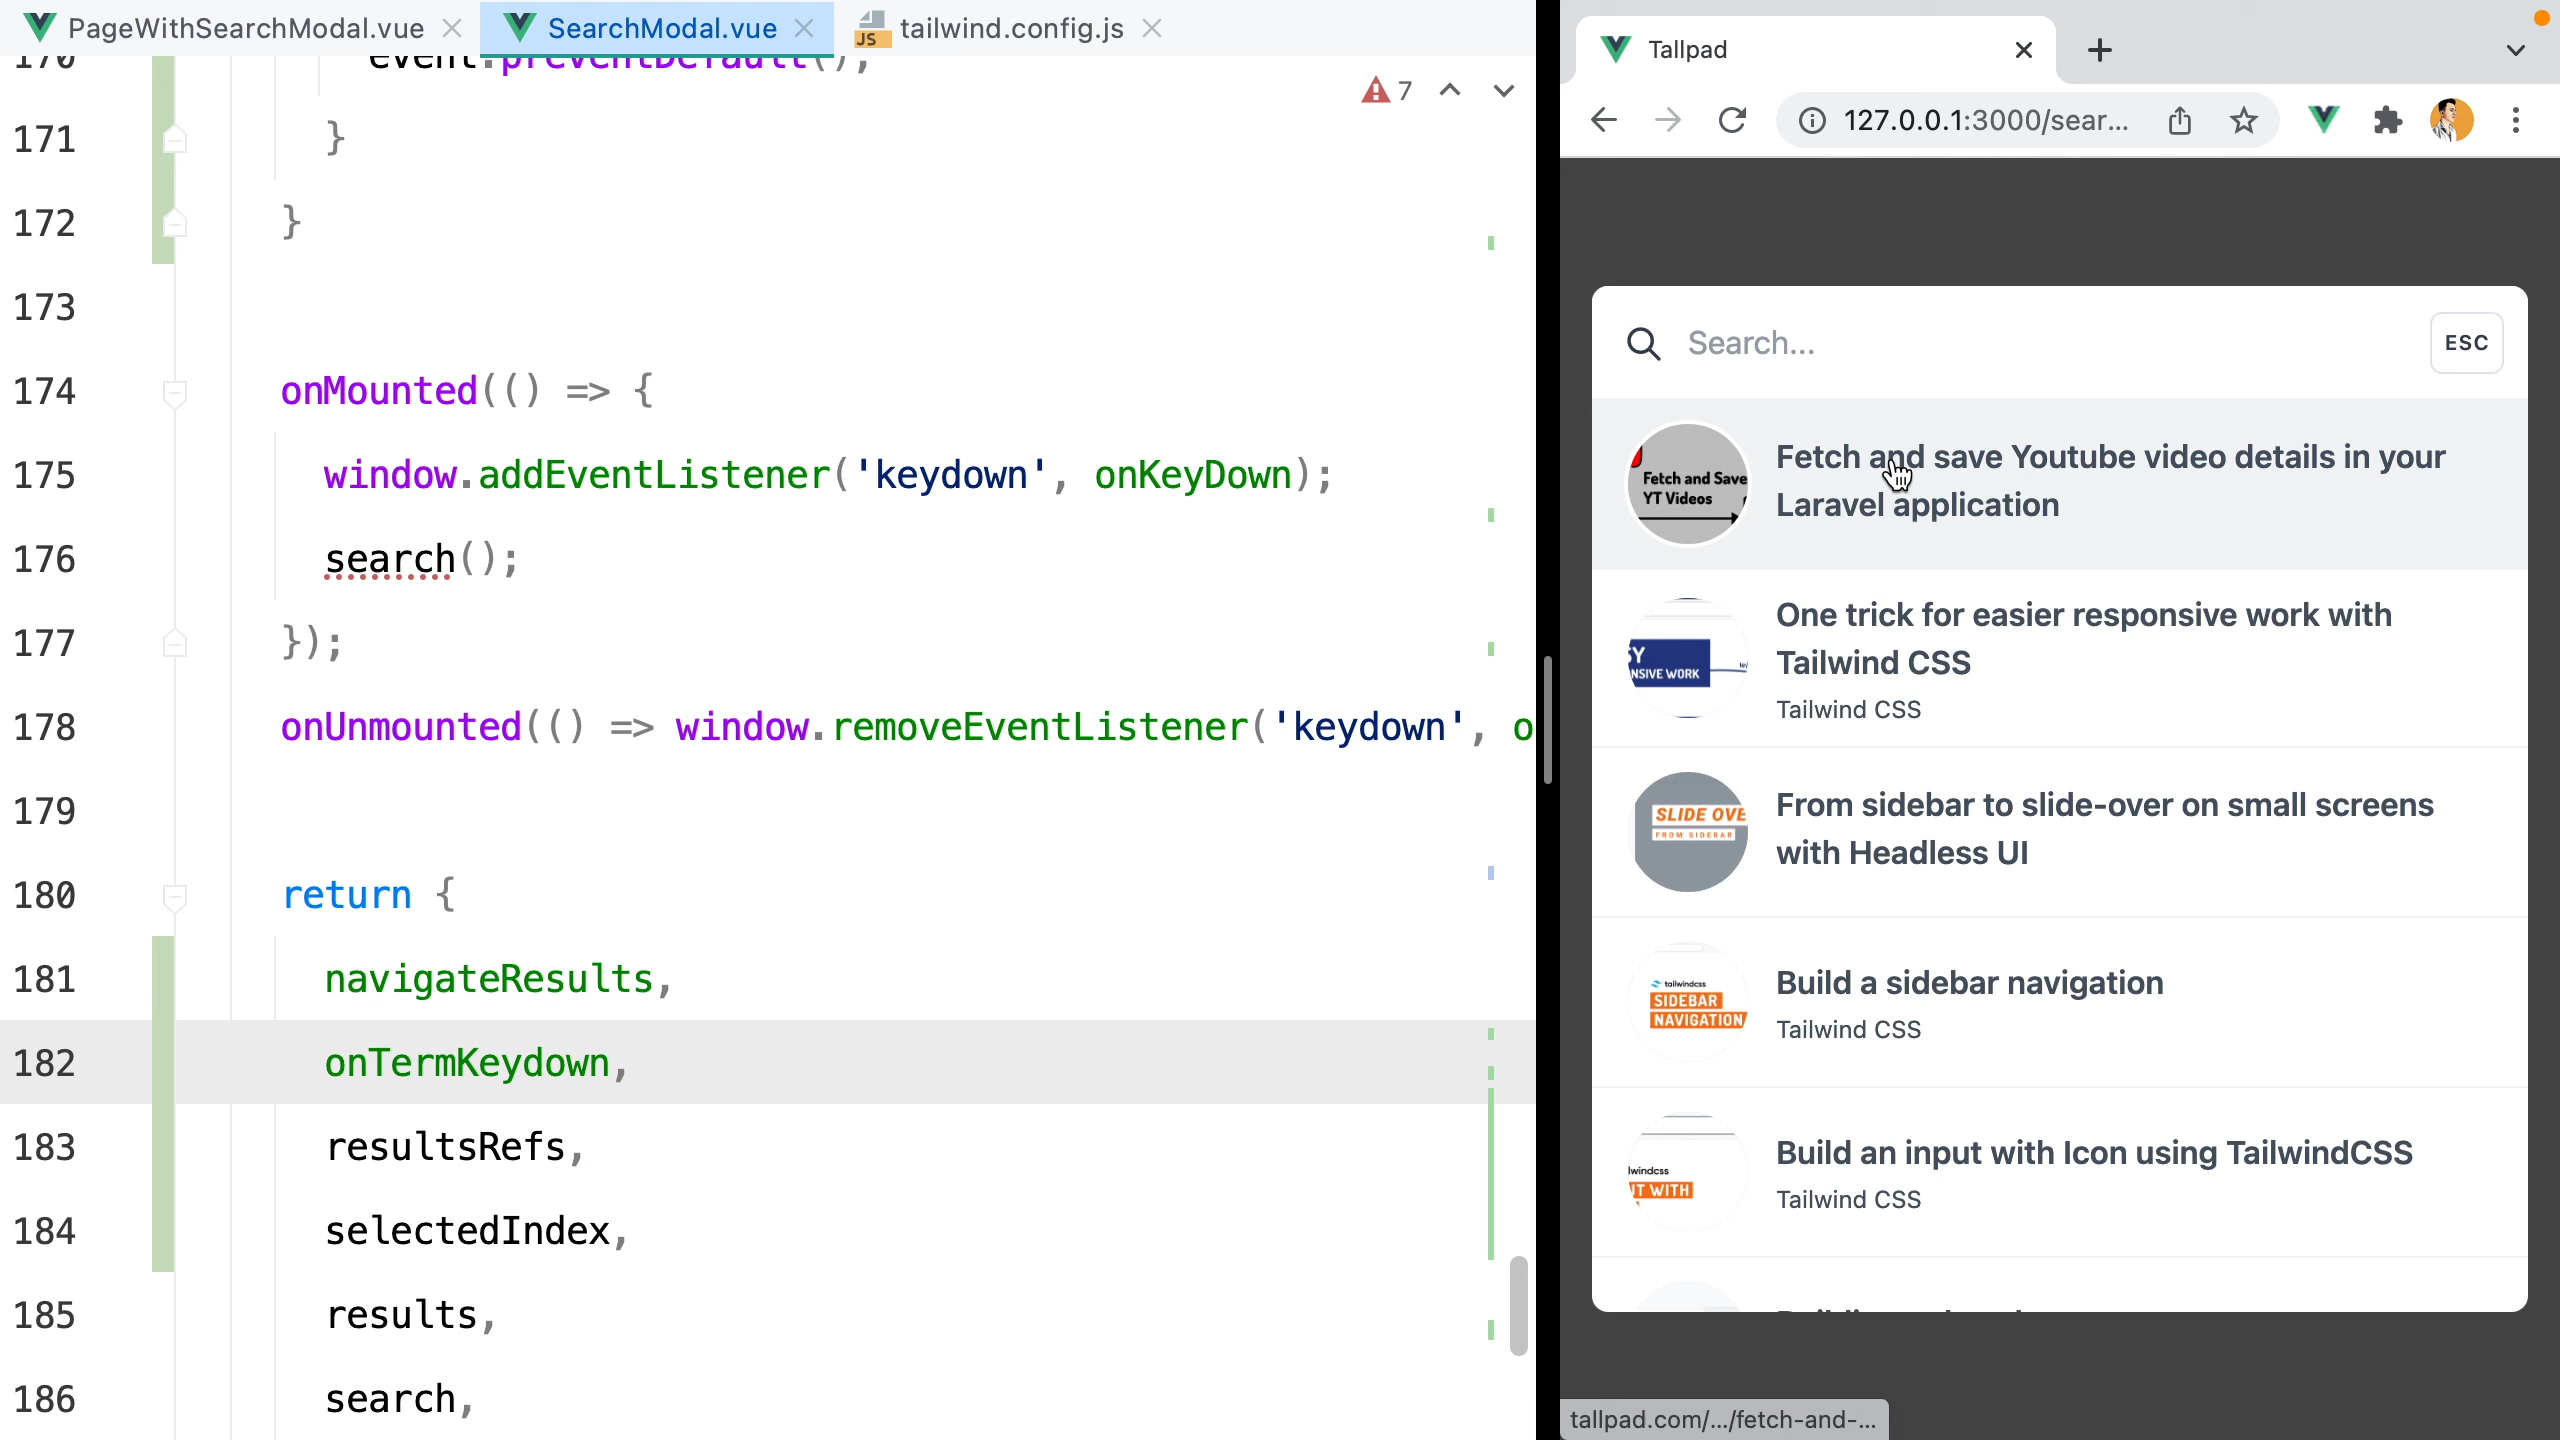 PageWithSearchModal.vue
SearchModal.vue
tailwind.config.js
JS
7
170 event.preventDefault();
171 }
172 }
173
174 onMounted(() => {
175 window.addEventListener('keydown', onKeyDown);
176 search();
177 });
178 onUnmounted(() => window.removeEventListener('keydown', o
179
180 return {
181 navigateResults,
182 onTermKeydown,
183 resultsRefs,
184 selectedIndex,
185 results,
186 search,
Tallpad
127.0.0.1:3000/sear...
Search...
ESC
Fetch and Save
YT Videos
Fetch and save Youtube video details in your
Laravel application
SY
NSIVE WORK
One trick for easier responsive work with
Tailwind CSS
Tailwind CSS
SLIDE OVE
FROM SIDEBAR
From sidebar to slide-over on small screens
with Headless UI
tailwindcss
SIDEBAR
NAVIGATION
Build a sidebar navigation
Tailwind CSS
lwindcss
UT WITH
Build an input with Icon using TailwindCSS
Tailwind CSS
tallpad.com/.../fetch-and-...